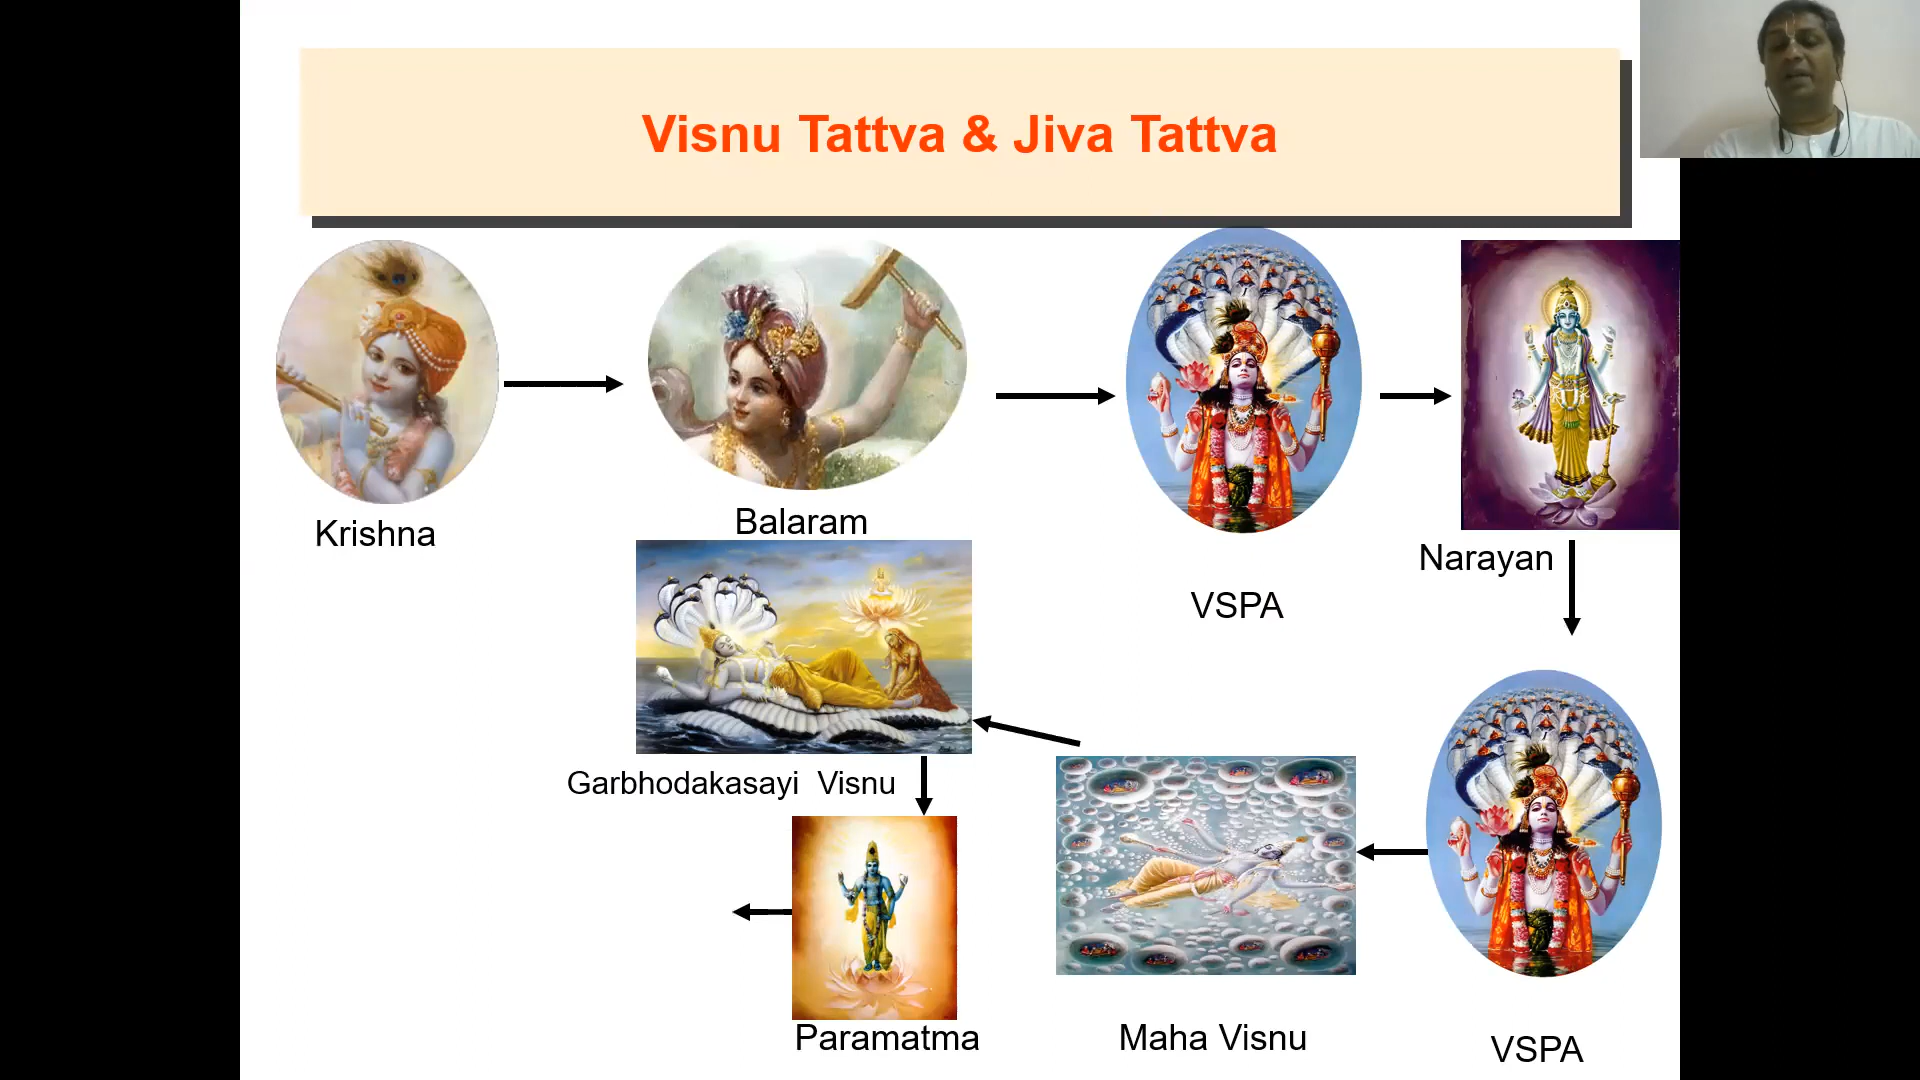 Visnu Tattva & Jiva Tattva
Krishna
Balaram
VSPA
Narayan
Garbhodakasayi Visnu
Paramatma
Maha Visnu
VSPA